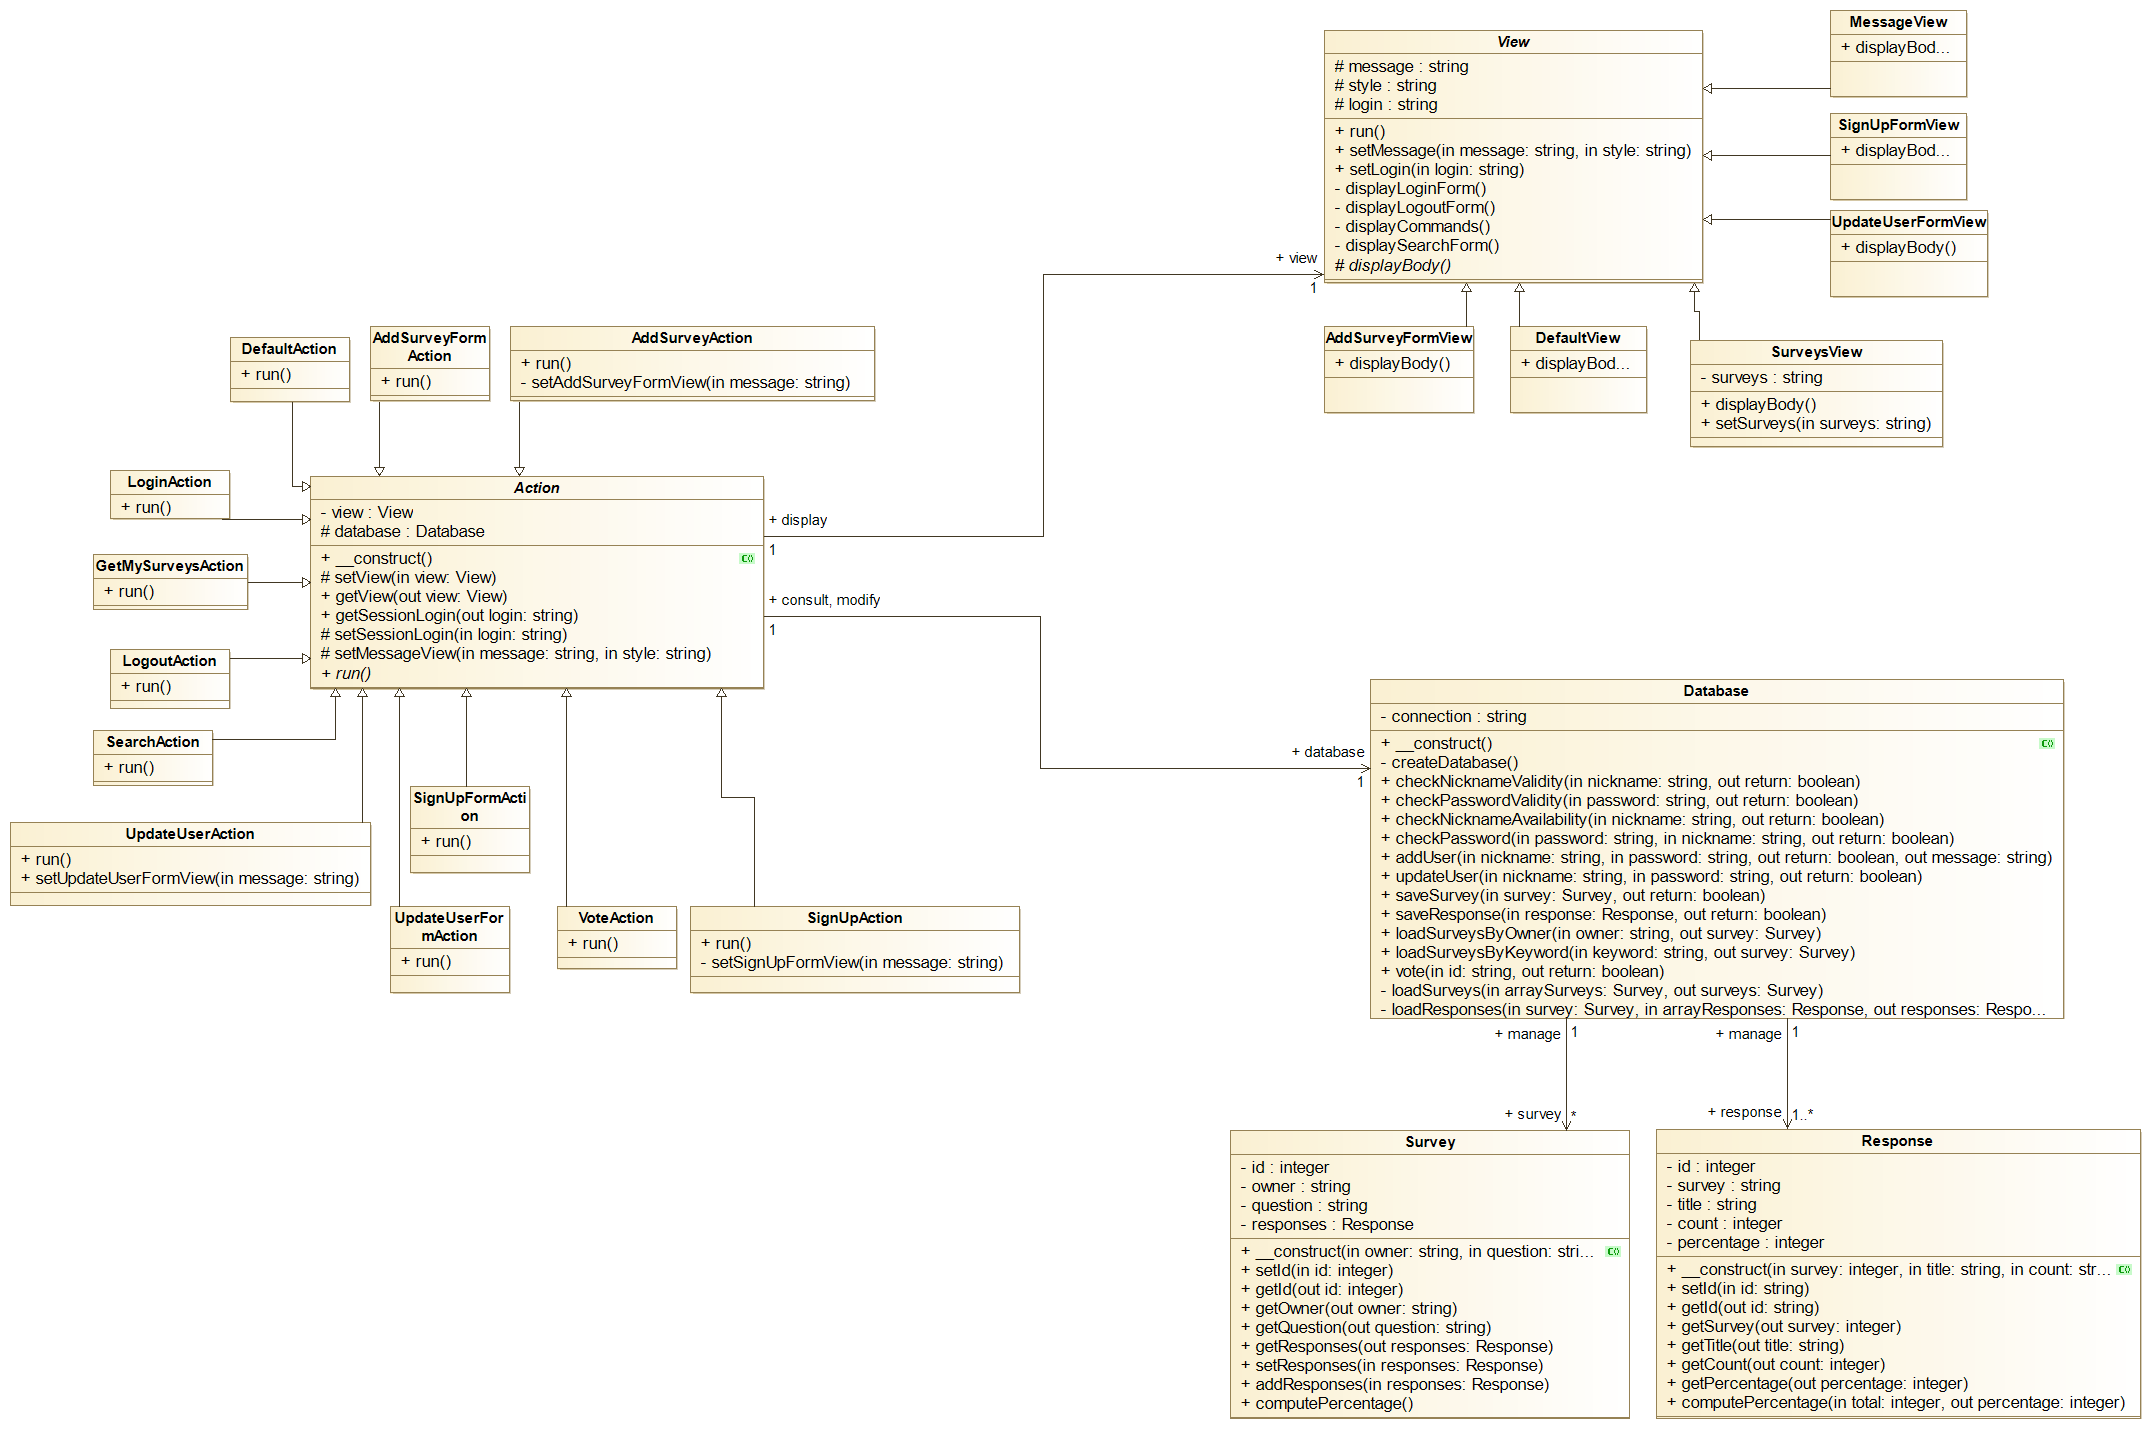 MessageView
+ displayBod...
SignUpFormView
+ displayBod...
UpdateUserFormView
+ displayBody()
View
# message : string
# style : string
# login : string
+ run()
+ setMessage(in message: string, in style: string)
+ setLogin(in login: string)
- displayLoginForm()
- displayLogoutForm()
- displayCommands()
- displaySearchForm()
# displayBody()
+ view
1
AddSurveyFormView
+ displayBody()
DefaultView
+ displayBod...
SurveysView
- surveys : string
+ displayBody()
+ setSurveys(in surveys: string)
DefaultAction
+ run()
AddSurveyForm
Action
+ run()
AddSurveyAction
+ run()
- setAddSurveyFormView(in message: string)
LoginAction
+ run()
GetMySurveysAction
+ run()
LogoutAction
+ run()
SearchAction
+ run()
Action
- view : View
# database : Database
+ __construct()
C()
# setView(in view: View)
+ getView(out view: View)
+ getSessionLogin(out login: string)
# setSessionLogin(in login: string)
# setMessageView(in message: string, in style: string)
+ run()
+ display
1
+ consult, modify
1
UpdateUserAction
+ run()
+ setUpdateUserFormView(in message: string)
SignUpFormActi
on
+ run()
UpdateUserFor
mAction
+ run()
VoteAction
+ run()
SignUpAction
+ run()
- setSignUpFormView(in message: string)
+ database
1
Database
- connection : string
+ __construct()
C()
- createDatabase()
+ checkNicknameValidity(in nickname: string, out return: boolean)
+ checkPasswordValidity(in password: string, out return: boolean)
+ checkNicknameAvailability(in nickname: string, out return: boolean)
+ checkPassword(in password: string, in nickname: string, out return: boolean)
+ addUser(in nickname: string, in password: string, out return: boolean, out message: string)
+ updateUser(in nickname: string, in password: string, out return: boolean)
+ saveSurvey(in survey: Survey, out return: boolean)
+ saveResponse(in response: Response, out return: boolean)
+ loadSurveysByOwner(in owner: string, out survey: Survey)
+ loadSurveysByKeyword(in keyword: string, out survey: Survey)
+ vote(in id: string, out return: boolean)
- loadSurveys(in arraySurveys: Survey, out surveys: Survey)
- loadResponses(in survey: Survey, in arrayResponses: Response, out responses: Respo...
+ manage
1
+ manage
1
+ survey
*
+ response
1..*
Survey
- id : integer
- owner : string
- question : string
- responses : Response
+ __construct(in owner: string, in question: stri...
C()
+ setId(in id: integer)
+ getId(out id: integer)
+ getOwner(out owner: string)
+ getQuestion(out question: string)
+ getResponses(out responses: Response)
+ setResponses(in responses: Response)
+ addResponses(in responses: Response)
+ computePercentage()
Response
- id : integer
- survey : string
- title : string
- count : integer
- percentage : integer
+ __construct(in survey: integer, in title: string, in count: str...
C()
+ setId(in id: string)
+ getId(out id: string)
+ getSurvey(out survey: integer)
+ getTitle(out title: string)
+ getCount(out count: integer)
+ getPercentage(out percentage: integer)
+ computePercentage(in total: integer, out percentage: integer)